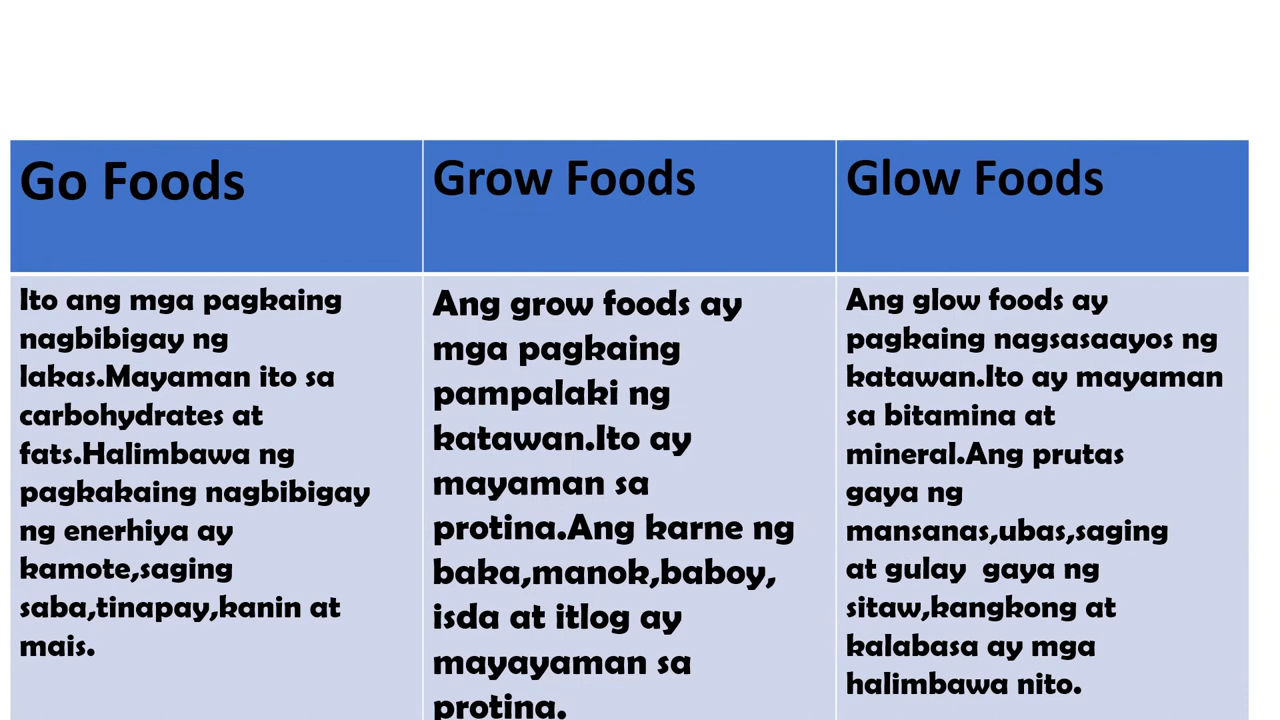 Go Foods
Grow Foods
Glow Foods
Ito ang mga pagkaing
nagbibigay ng
lakas.Mayaman ito sa
carbohydrates at
fats.Halimbawa ng
pagkakaing nagbibigay
ng enerhiya ay
kamote,saging
saba,tinapay,kanin at
mais.
Ang grow foods ay
mga pagkaing
pampalaki ng
katawan.Ito ay
mayaman sa
protina.Ang karne ng
baka,manok,baboy,
isda at itlog ay
mayayaman sa
protina.
Ang glow foods ay
pagkaing nagsasaayos ng
katawan.Ito ay mayaman
sa bitamina at
mineral.Ang prutas
gaya ng
mansanas,ubas,saging
at gulay  gaya ng
sitaw,kangkong at
kalabasa ay mga
halimbawa nito.